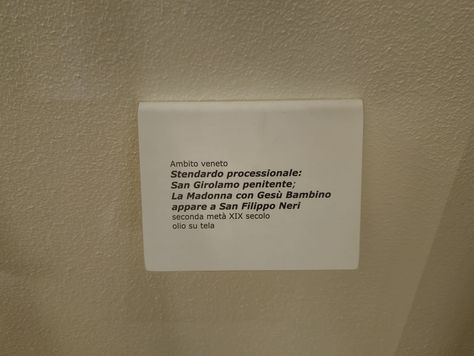 Ambito veneto
Stendardo processionale:
San Girolamo penitente;
La Madonna con Gesù Bambino
appare a San Filippo Neri
seconda metà XIX secolo
olio su tela